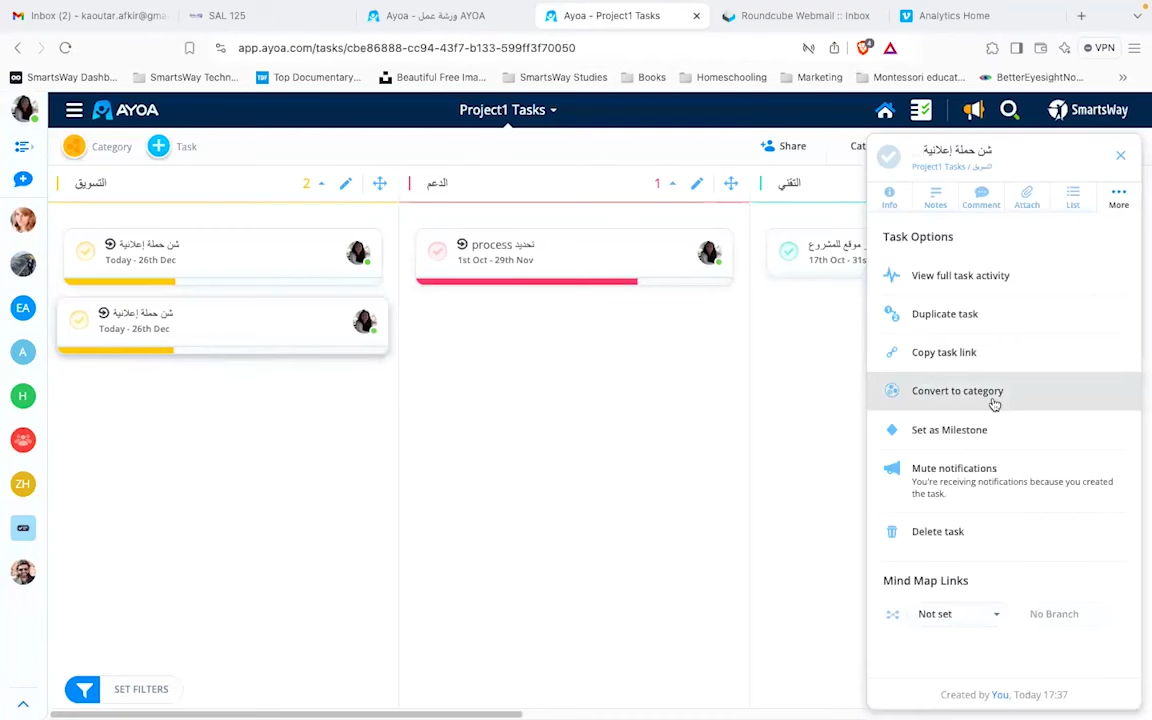 Inbox (2) - kaoutar.afkir@gma
SAL 125
Ayoa - ورشة عمل AYOA
Ayoa - Project1 Tasks
Roundcube Webmail :: Inbox
Analytics Home
app.ayoa.com/tasks/cbe86888-cc94-43f7-b133-599ff3f70050
4
VPN
SmartsWay Dashb...
SmartsWay Techn...
Top Documentary...
Beautiful Free Ima...
SmartsWay Studies
Books
Homeschooling
Marketing
Montessori educat...
BetterEyesightNo...
AYOA
Project1 Tasks
SmartsWay
Category
Task
Share
Cat
التسويق
2
الدعم
1
التقني
شن حملة إعلانية
Today - 26th Dec
شن حملة إعلانية
Today - 26th Dec
تحديد process
1st Oct - 29th Nov
موقع للمشروع
17th Oct - 31s
EA
A
H
ZH
SET FILTERS
شن حملة إعلانية
Project1 Tasks / التسويق
Info
Notes
Comment
Attach
List
More
Task Options
View full task activity
Duplicate task
Copy task link
Convert to category
Set as Milestone
Mute notifications
You're receiving notifications because you created
the task.
Delete task
Mind Map Links
Not set
No Branch
Created by You, Today 17:37